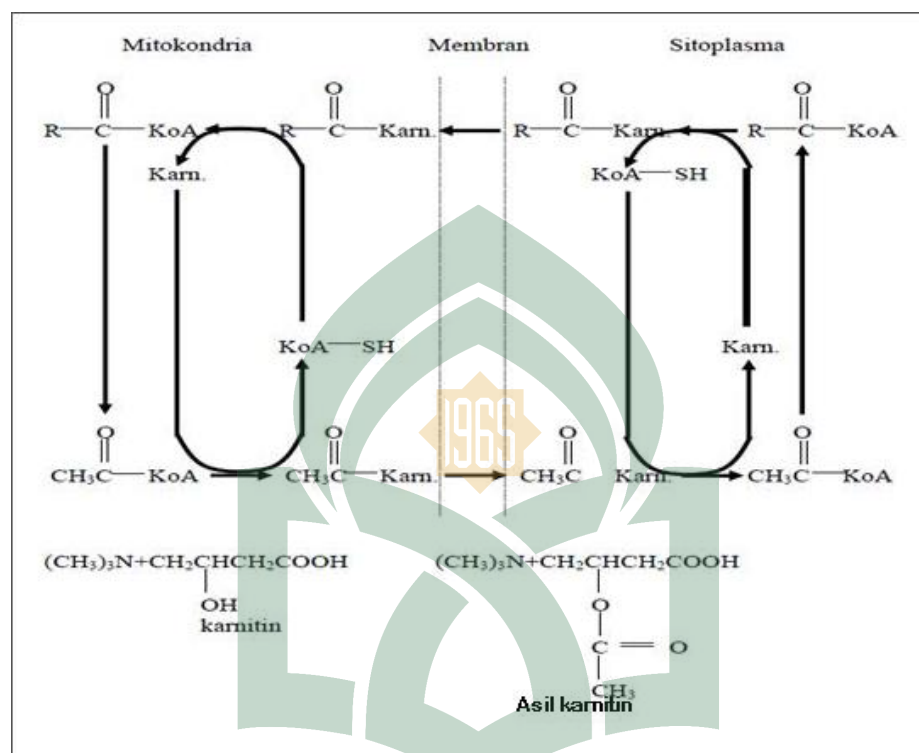 Mitokondria Membran Sitoplasma
O O O O
R—C—KoA R—C—Karn. R—C—Karn. R—C—KoA
Karn. KoA—SH
KoA—SH Karn.
1965
O O O O
CH₃C—KoA CH₃C—Karn. CH₃C Karn. CH₃C—KoA
(CH₃)₃N+CH₂CHCH₂COOH (CH₃)₃N+CH₂CHCH₂COOH
OH O
karnitin
C = O
CH₃
Asil karnitin